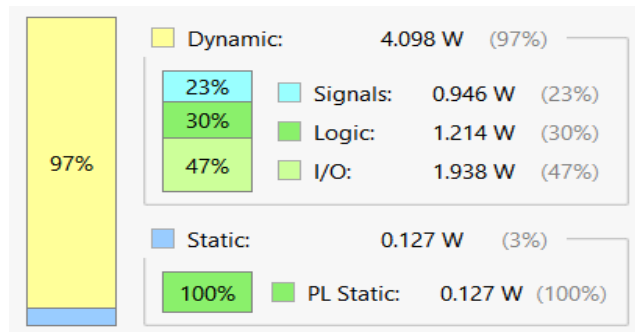 97%
Dynamic: 4.098 W (97%)
23% Signals: 0.946 W (23%)
30% Logic: 1.214 W (30%)
47% I/O: 1.938 W (47%)
Static: 0.127 W (3%)
100% PL Static: 0.127 W (100%)